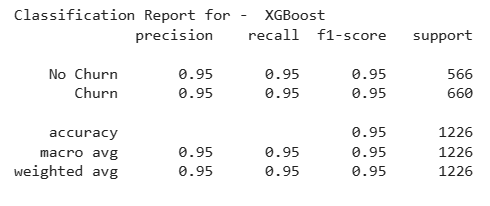 Classification Report for -  XGBoost
precision recall f1-score support
No Churn 0.95 0.95 0.95 566
Churn 0.95 0.95 0.95 660
accuracy 0.95 1226
macro avg 0.95 0.95 0.95 1226
weighted avg 0.95 0.95 0.95 1226